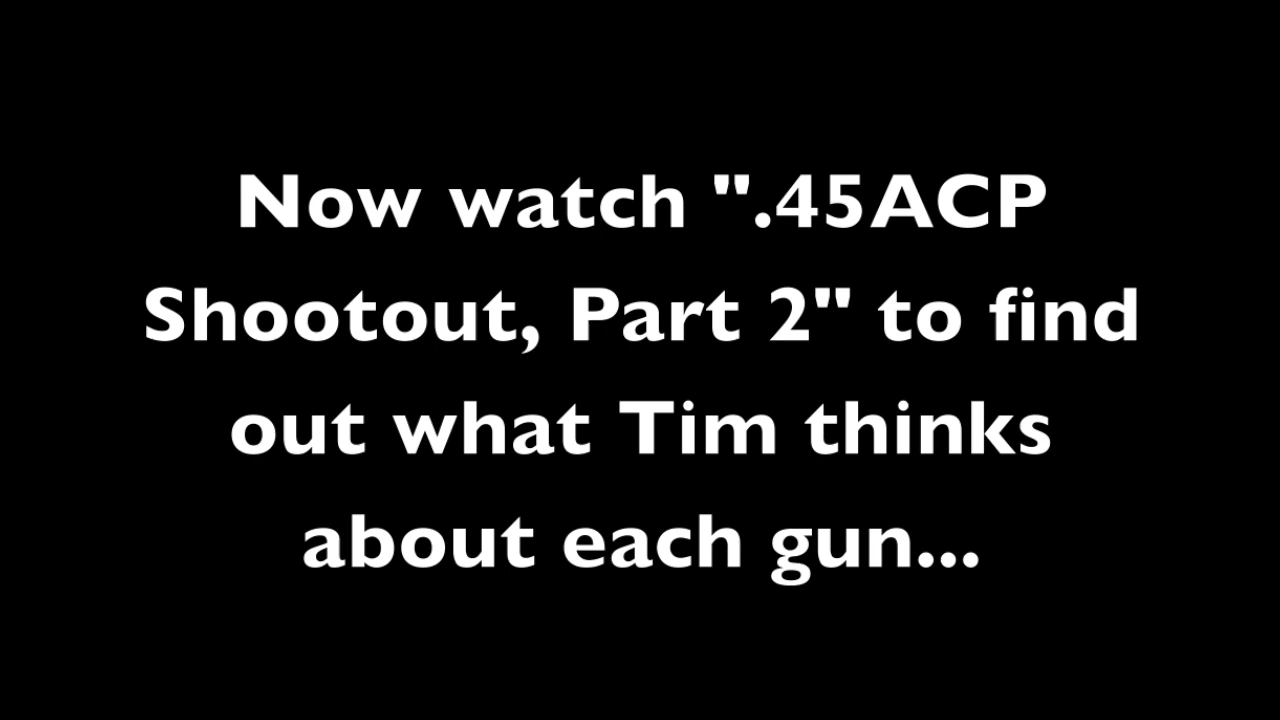 Now watch ".45ACP
Shootout, Part 2" to find
out what Tim thinks
about each gun...